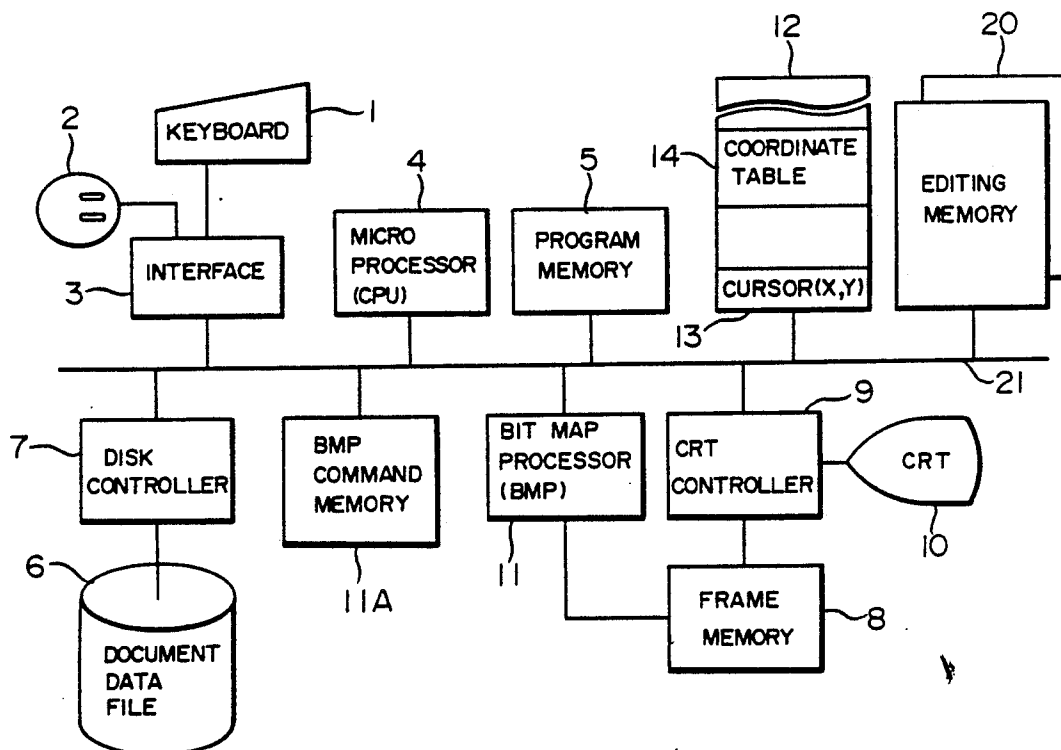 12
20
KEYBOARD
1
2
4
5
14
COORDINATE
TABLE
EDITING
MEMORY
MICRO
PROCESSOR
(CPU)
PROGRAM
MEMORY
INTERFACE
3
CURSOR(X,Y)
13
21
9
7
DISK
CONTROLLER
BMP
COMMAND
MEMORY
BIT MAP
PROCESSOR
(BMP)
CRT
CONTROLLER
CRT
10
6
11A
11
FRAME
MEMORY
8
DOCUMENT
DATA
FILE